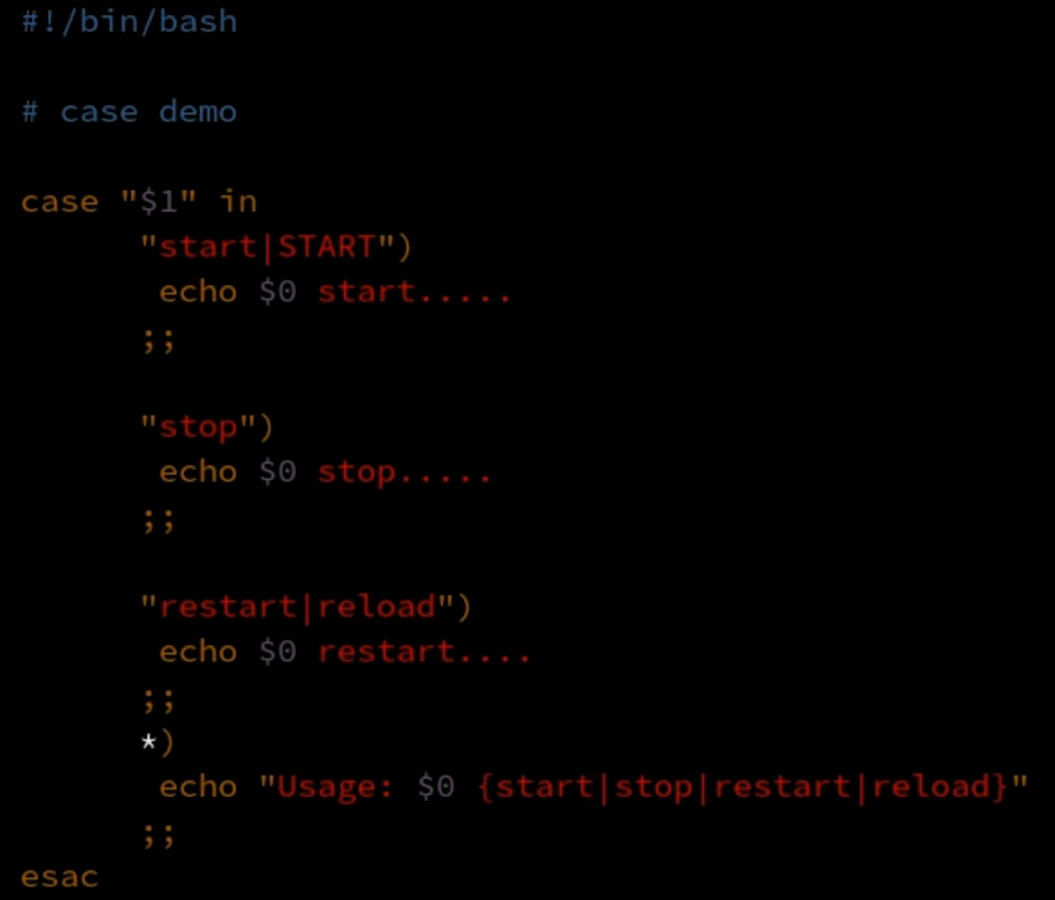 #!/bin/bash
# case demo
case "$1" in
"start|START")
echo $0 start.....
;;
"stop")
echo $0 stop.....
;;
"restart|reload")
echo $0 restart....
;;
*)
echo "Usage: $0 {start|stop|restart|reload}"
;;
esac